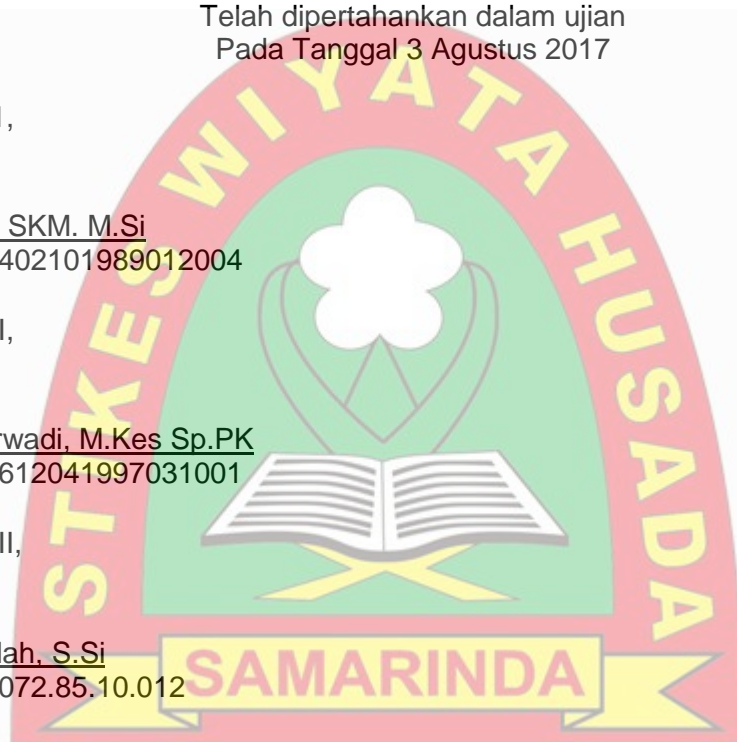 Telah dipertahankan dalam ujian
Pada Tanggal 3 Agustus 2017
I,
SKM. M.Si
402101989012004
I,
rwadi, M.Kes Sp.PK
612041997031001
II,
lah, S.Si
072.85.10.012
STIKES WIYATA HUSADA
SAMARINDA